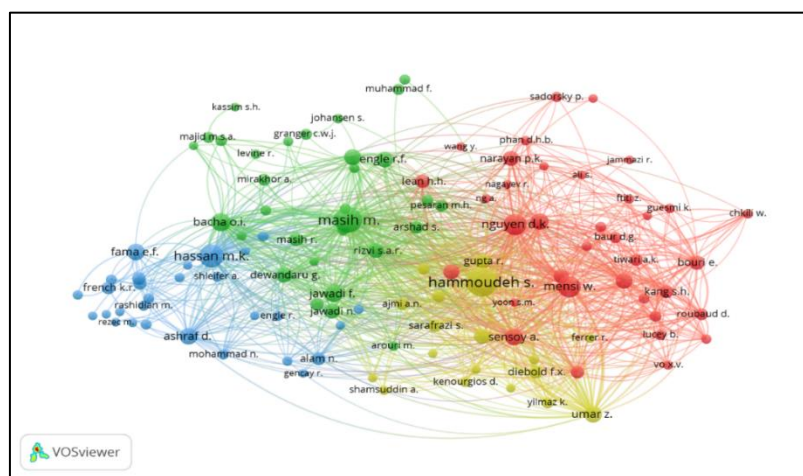 sadorsky p.
muhammad f.
kassim s.h.
johansen s.
granger c.w.j.
majid m.s.a.
phan d.h.b.
wang y.
levine r.
engle r.f.
narayan p.k.
jammazi r.
mirakhor a.
lean h.h.
nagayev r.
ali s.
ftiti z.
pesaran m.h.
ng a.
guesmi k.
chkili w.
bacha o.i.
masih m.
arshad s.
nguyen d.k.
masih r.
baur d.g.
fama e.f.
hassan m.k.
rizvi s.a.r.
gupta r.
tiwari a.k.
bouri e.
shleifer a.
dewandaru g.
hammoudeh s.
mensi w.
french k.r.
jawadi f.
kang s.h.
rashidian m.
ajmi a.n.
yoon s.m.
roubaud d.
rezec m.
engle r.
jawadi n.
sarafrazi s.
lucey b.
ashraf d.
sensoy a.
ferrer r.
mohammad n.
alam n.
arouri m.
vo x.v.
gencay r.
diebold f.x.
shamsuddin a.
kenourgios d.
yilmaz k.
umar z.
VOSviewer